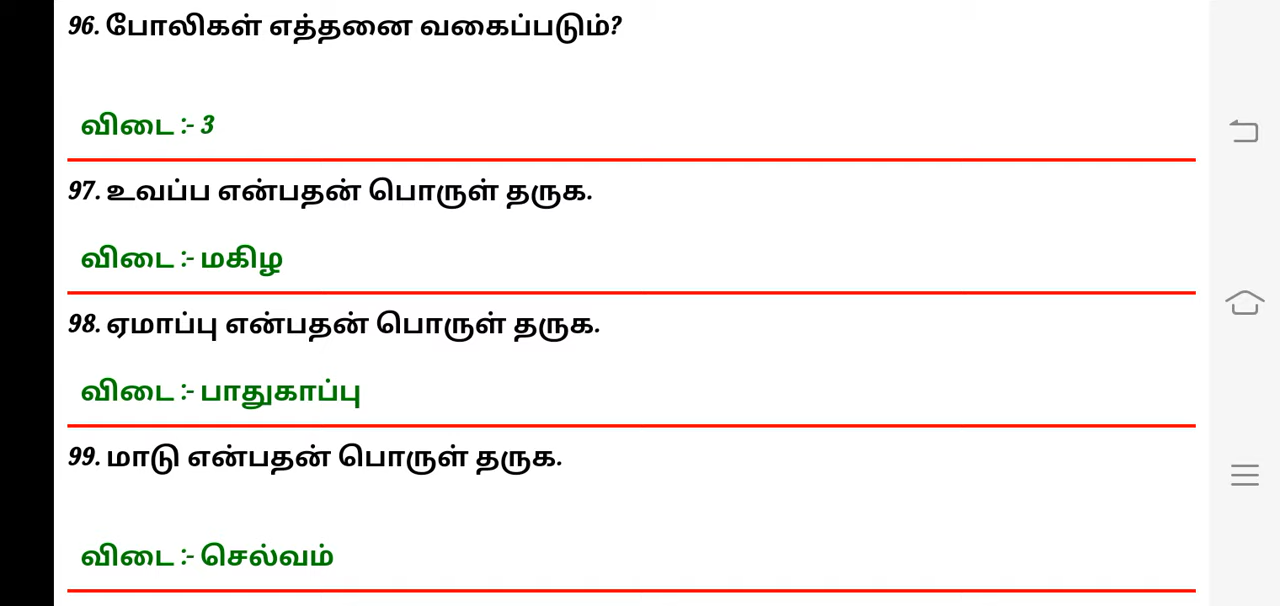 96. போலிகள் எத்தனை வகைப்படும்?
விடை :- 3
97. உவப்ப என்பதன் பொருள் தருக.
விடை :- மகிழ
98. ஏமாப்பு என்பதன் பொருள் தருக.
விடை :- பாதுகாப்பு
99. மாடு என்பதன் பொருள் தருக.
விடை :- செல்வம்